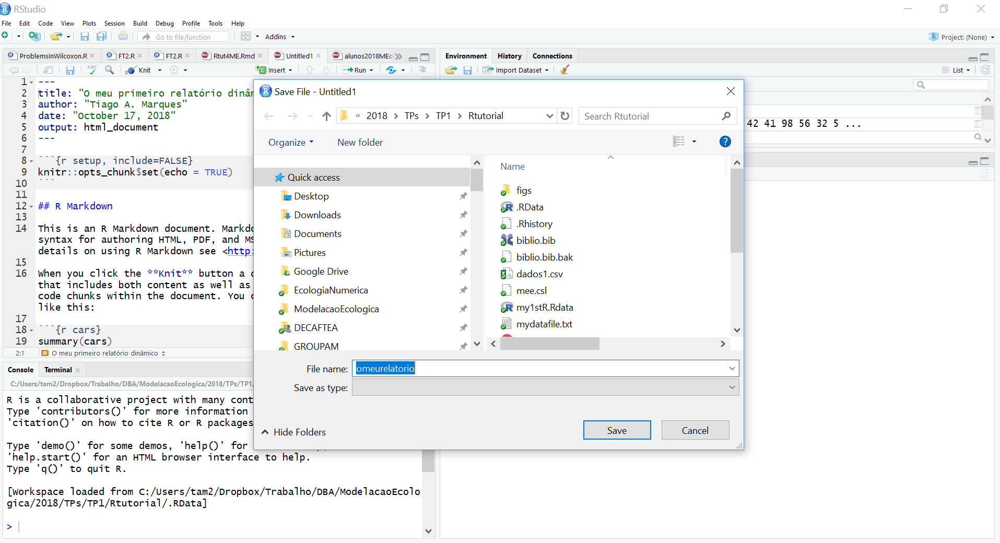 RStudio
File Edit Code View Plots Session Build Debug Profile Tools Help
Go to file/function Addins Project: (None)
ProblemsInWilcoxon.R FT2.R FT2.R Rtut4ME.Rmd Untitled1 alunos2018MEc
ABC Knit Insert Run
1 ---
2 title: "O meu primeiro relatório dinâ
3 author: "Tiago A. Marques"
4 date: "October 17, 2018"
5 output: html_document
6 ---
7
8 ```{r setup, include=FALSE}
9 knitr::opts_chunk$set(echo = TRUE)
10 ```
11
12 ## R Markdown
13
14 This is an R Markdown document. Markdo
syntax for authoring HTML, PDF, and MS
details on using R Markdown see <http:
15
16 When you click the **Knit** button a d
that includes both content as well as
code chunks within the document. You c
like this:
17
18 ```{r cars}
19 summary(cars)
2:1 # O meu primeiro relatório dinâmico
Console Terminal
C:/Users/tam2/Dropbox/Trabalho/DBA/ModelacaoEcologica/2018/TPs/TP1/
R is a collaborative project with many cont
Type 'contributors()' for more information
'citation()' on how to cite R or R packages
Type 'demo()' for some demos, 'help()' for
'help.start()' for an HTML browser interface to help.
Type 'q()' to quit R.
[Workspace loaded from C:/Users/tam2/Dropbox/Trabalho/DBA/ModelacaoEcolo
gica/2018/TPs/TP1/Rtutorial/.RData]
>
Environment History Connections
Import Dataset List
42 41 98 56 32 5 ...
Save File - Untitled1
« 2018 > TPs > TP1 > Rtutorial Search Rtutorial
Organize New folder ?
Quick access
Desktop
Downloads
Documents
Pictures
Google Drive
EcologiaNumerica
ModelacaoEcologica
DECAFTEA
GROUPAM
Name
figs
.RData
.Rhistory
biblio.bib
biblio.bib.bak
dados1.csv
mee.csl
my1stR.Rdata
mydatafile.txt
File name: omeurelatorio
Save as type:
Hide Folders Save Cancel